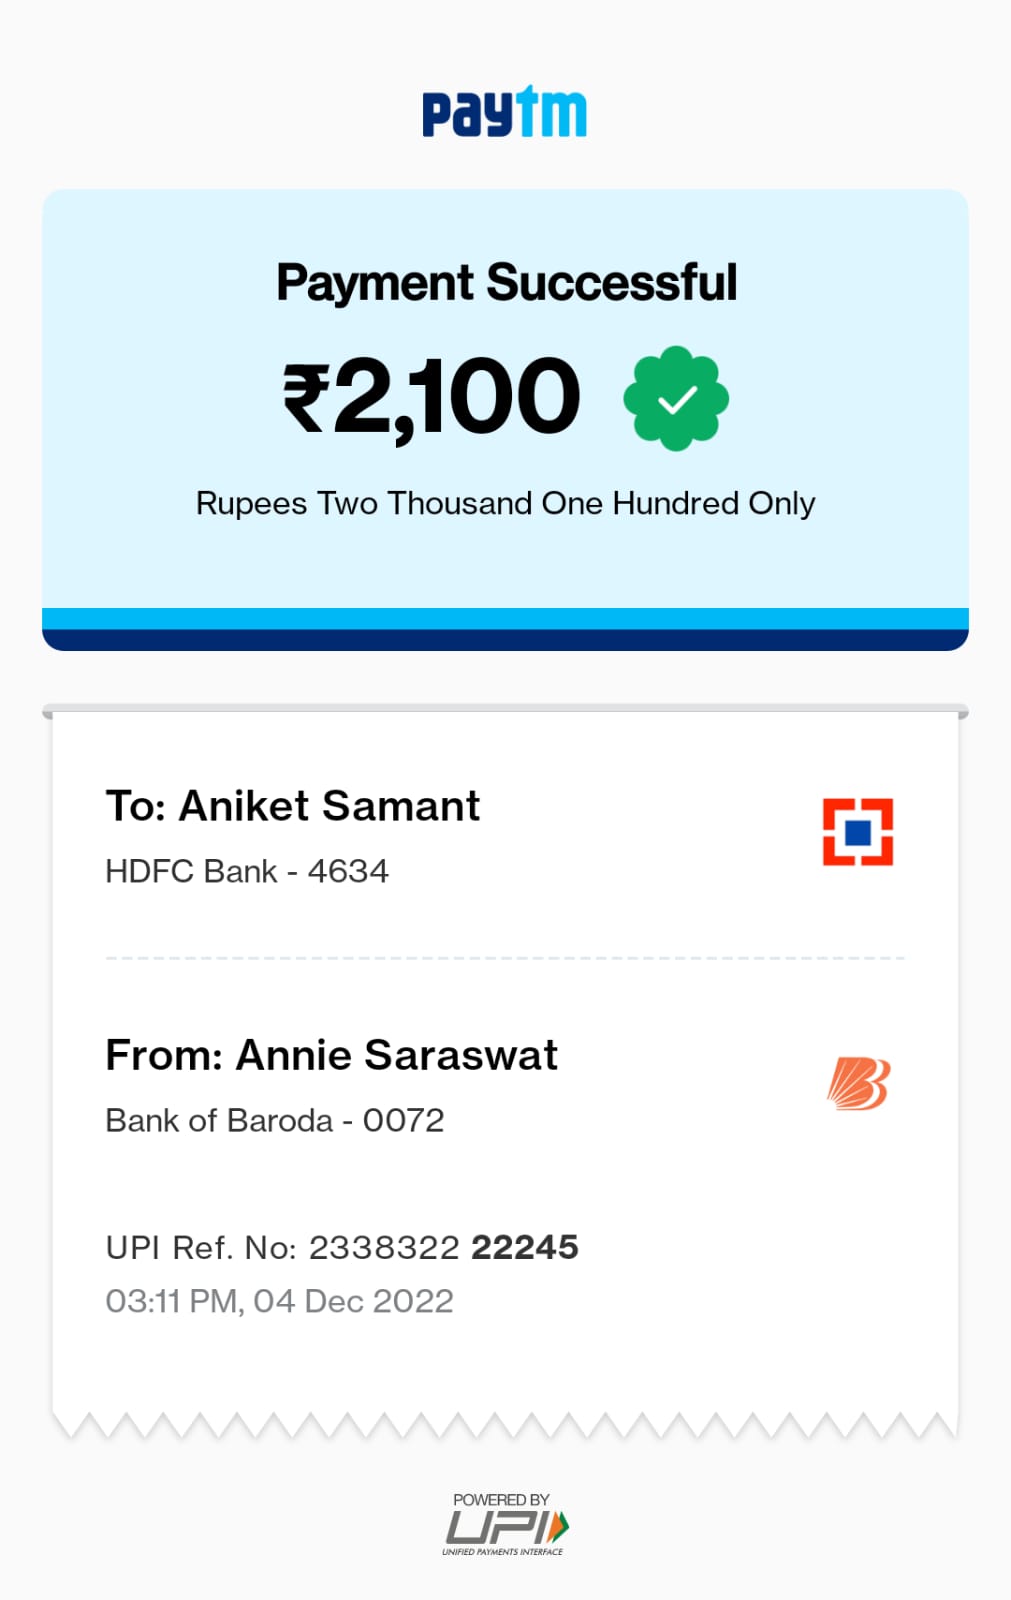 paytm
Payment Successful
₹2,100
Rupees Two Thousand One Hundred Only
To: Aniket Samant
HDFC Bank - 4634
From: Annie Saraswat
Bank of Baroda - 0072
UPI Ref. No: 2338322 22245
03:11 PM, 04 Dec 2022
POWERED BY
UPI
UNIFIED PAYMENTS INTERFACE